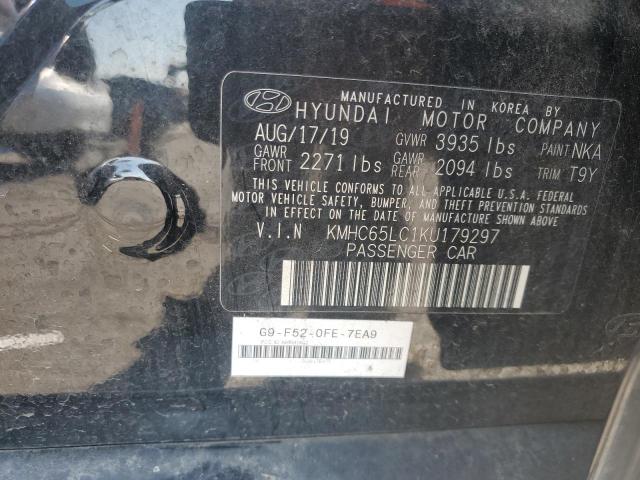 MANUFACTURED IN KOREA BY
HYUNDAI MOTOR COMPANY
AUG/17/19 GVWR 3935 lbs PAINT NKA
GAWR FRONT 2271 lbs GAWR REAR 2094 lbs TRIM T9Y
THIS VEHICLE CONFORMS TO ALL APPLICABLE U.S.A. FEDERAL
MOTOR VEHICLE SAFETY, BUMPER, AND THEFT PREVENTION STANDARDS
IN EFFECT ON THE DATE OF MANUFACTURE SHOWN ABOVE.
V.I.N KMHC65LC1KU179297
PASSENGER CAR
G9-F52-0FE-7EA9